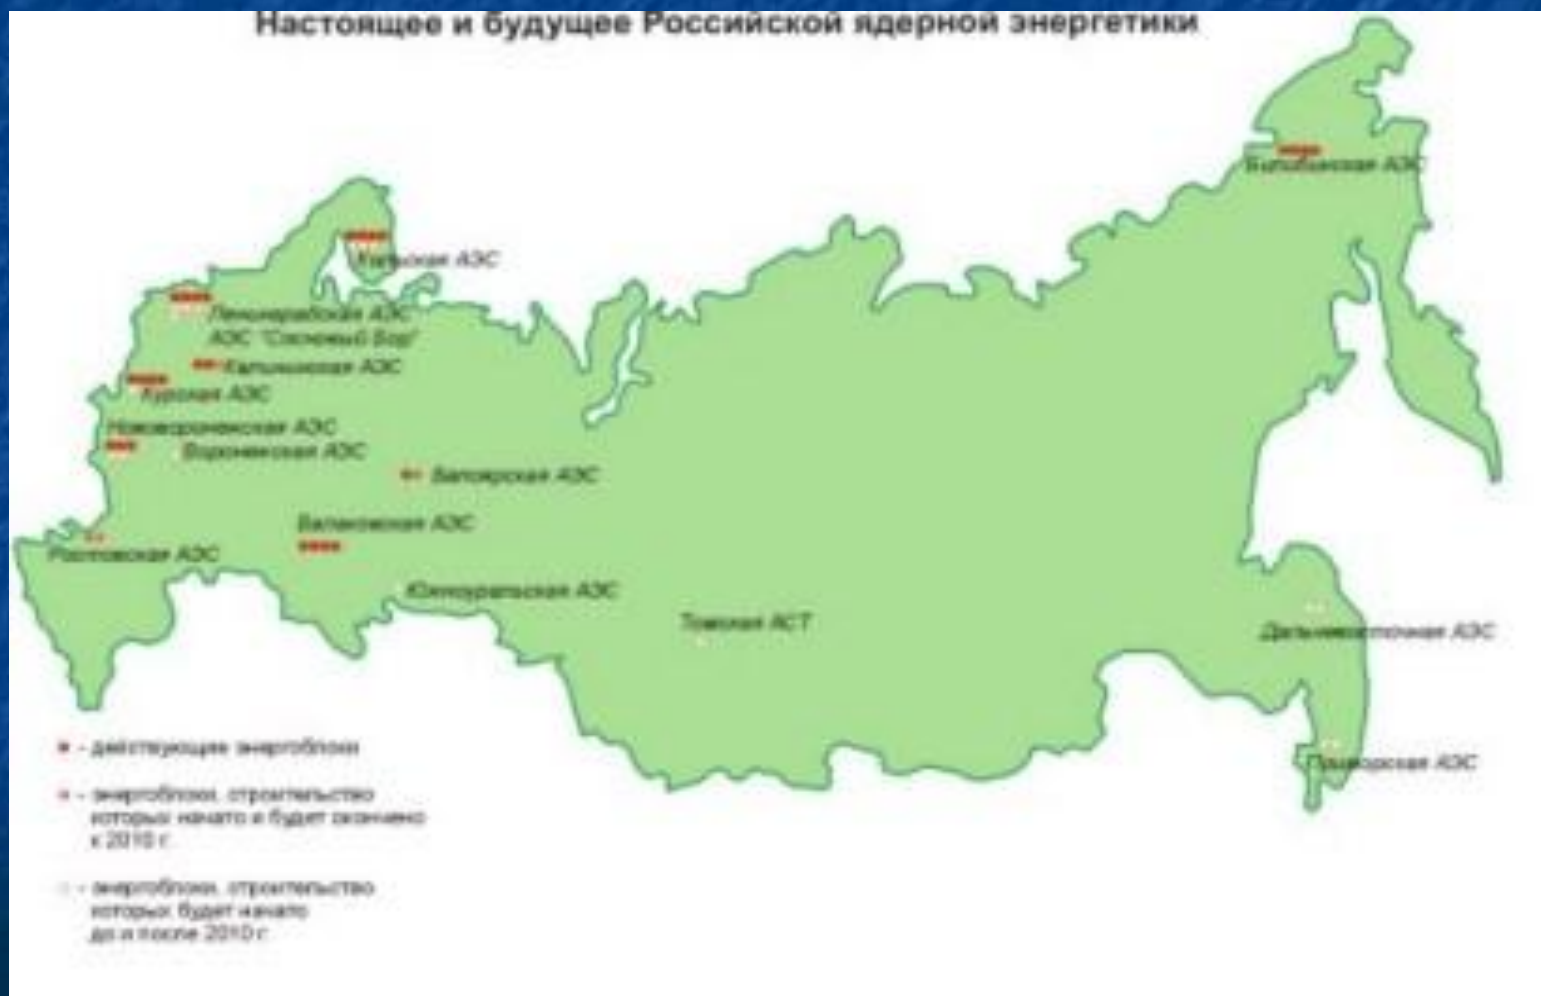 Настоящее и будущее Российской ядерной энергетики
Билибинская АЭС
Кольская АЭС
Ленинградская АЭС
АЭС "Сосновый Бор"
Калининская АЭС
Курская АЭС
Нововоронежская АЭС
Воронежская АЭС
Белоярская АЭС
Балаковская АЭС
Ростовская АЭС
Южноуральская АЭС
Томская АСТ
Дальневосточная АЭС
Приморская АЭС
- действующие энергоблоки
- энергоблоки, строительство
которых начато и будет окончено
к 2010 г.
- энергоблоки, строительство
которых будет начато
до и после 2010 г.